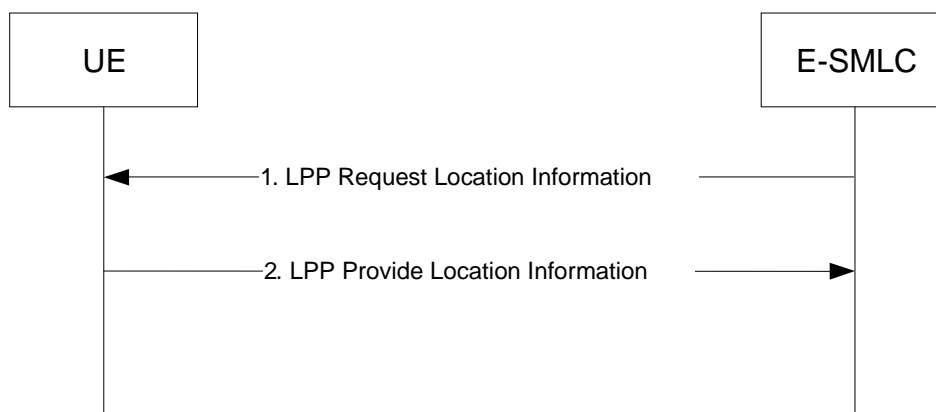 UE
E-SMLC
1. LPP Request Location Information
2. LPP Provide Location Information